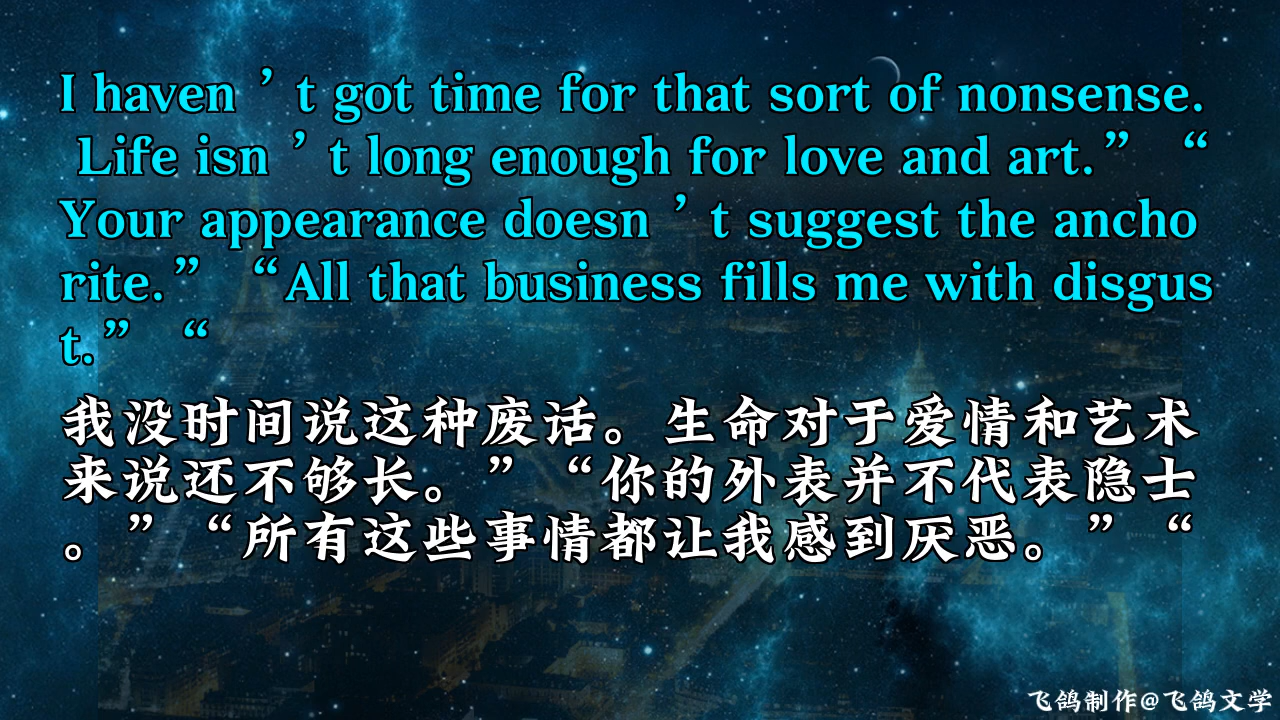 I haven’t got time for that sort of nonsense.
Life isn’t long enough for love and art.” “
Your appearance doesn’t suggest the ancho
rite.” “All that business fills me with disgus
t.” “
我没时间说这种废话。生命对于爱情和艺术
来说还不够长。”“你的外表并不代表隐士
。”“所有这些事情都让我感到厌恶。”“
飞鸽制作@飞鸽文学